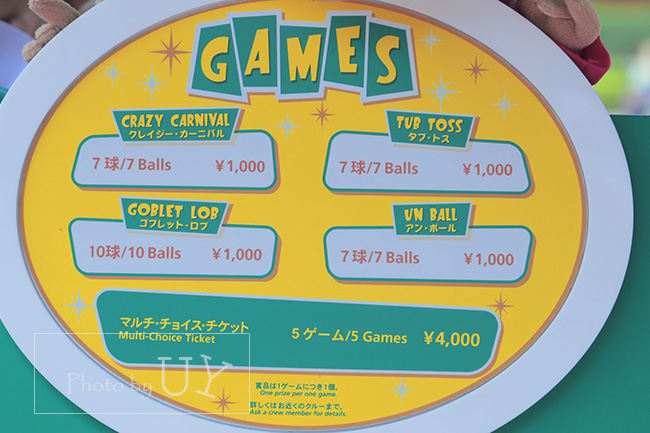 GAMES
CRAZY CARNIVAL
クレイジー・カーニバル
7球/7 Balls ¥1,000
TUB TOSS
タブ・トス
7球/7 Balls ¥1,000
GOBLET LOB
ゴブレット・ロブ
10球/10 Balls ¥1,000
UN BALL
アン・ボール
7球/7 Balls ¥1,000
マルチ・チョイス・チケット
Multi-Choice Ticket
5 ゲーム/5 Games ¥4,000
賞品は1ゲームにつき1個。
One prize per one game.
詳しくはお近くのクルーまで。
Ask a crew member for details.
Photo by UY